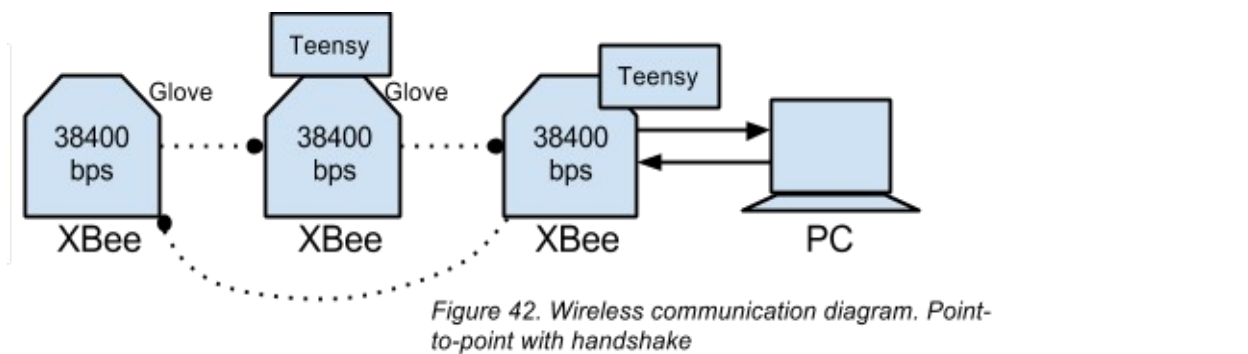 Teensy
Teensy
Glove
Glove
38400
bps
38400
bps
38400
bps
XBee
XBee
XBee
PC
Figure 42. Wireless communication diagram. Point-
to-point with handshake